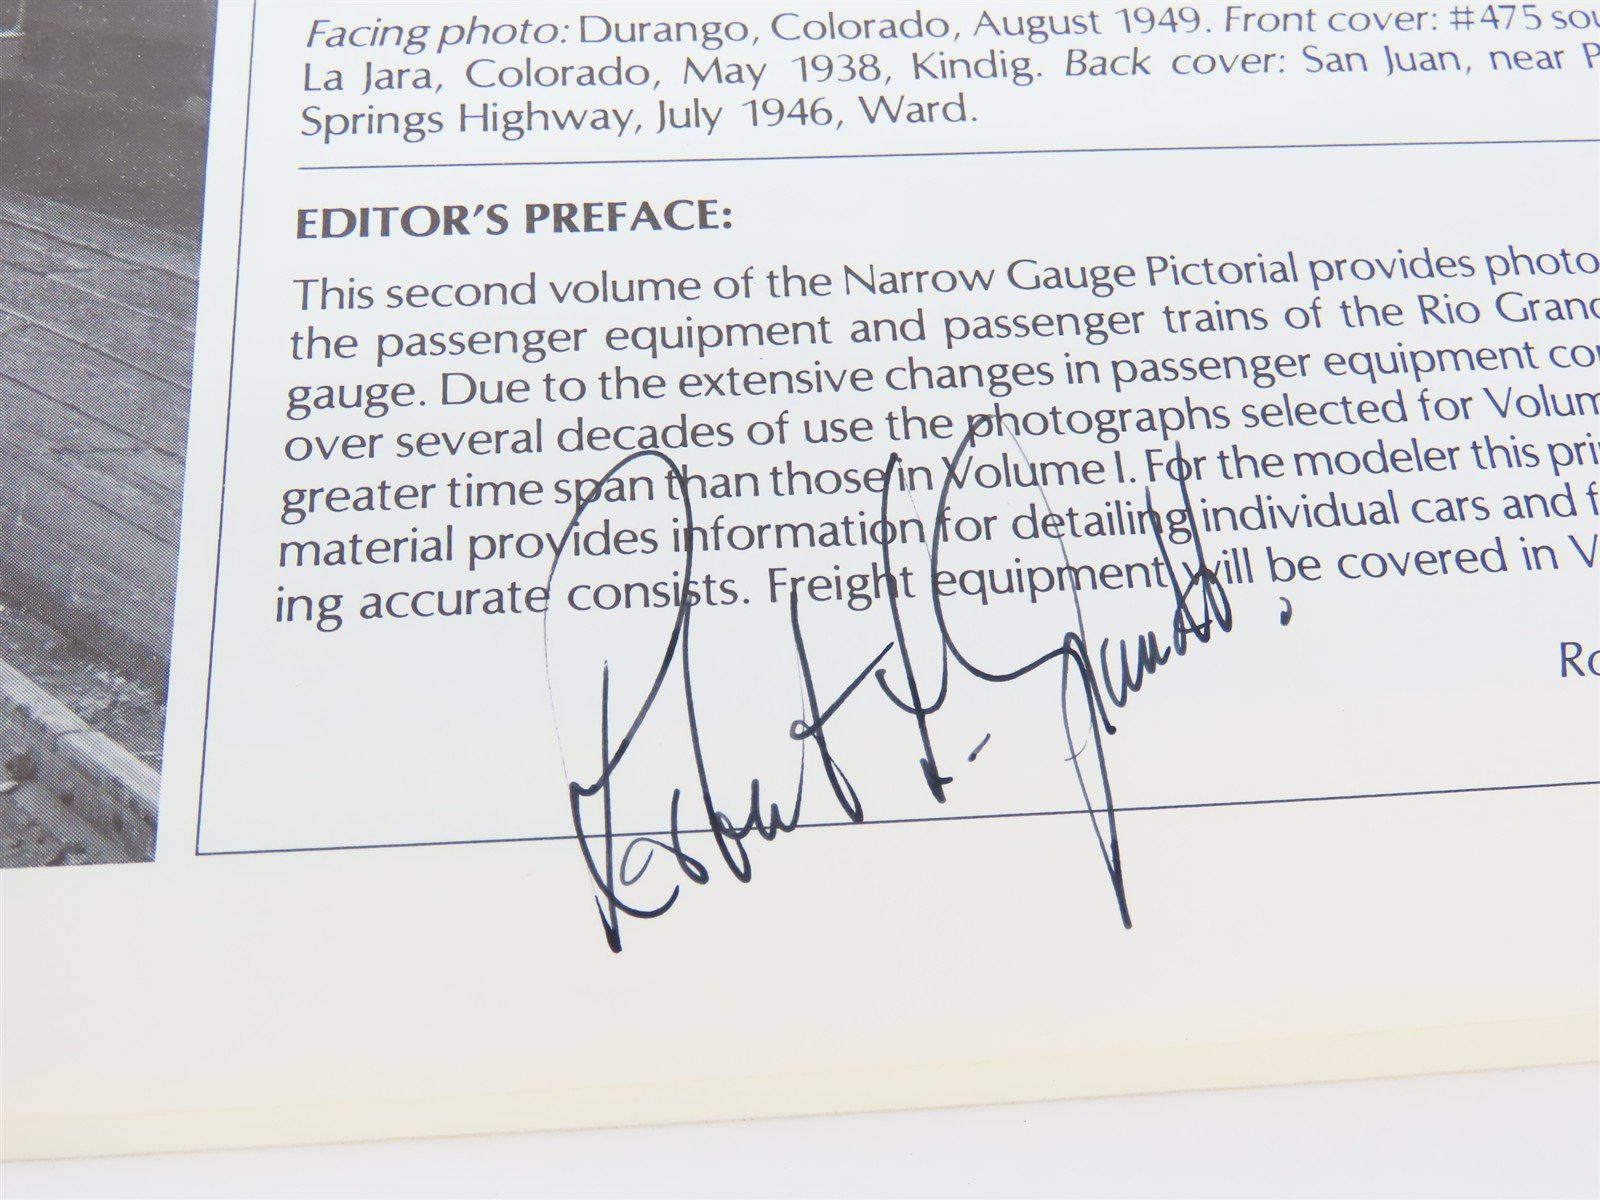 Facing photo: Durango, Colorado, August 1949. Front cover: #475 sou
La Jara, Colorado, May 1938, Kindig. Back cover: San Juan, near P
Springs Highway, July 1946, Ward.
EDITOR'S PREFACE:
This second volume of the Narrow Gauge Pictorial provides photo
the passenger equipment and passenger trains of the Rio Grand
gauge. Due to the extensive changes in passenger equipment co
over several decades of use the photographs selected for Volum
greater time span than those in Volume I. For the modeler this pri
material provides information for detailing individual cars and f
ing accurate consists. Freight equipment will be covered in V
Ro